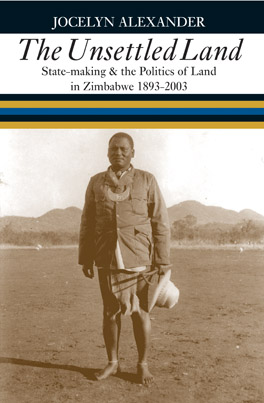 JOCELYN ALEXANDER
The Unsettled Land
State-making & the Politics of Land
in Zimbabwe 1893-2003